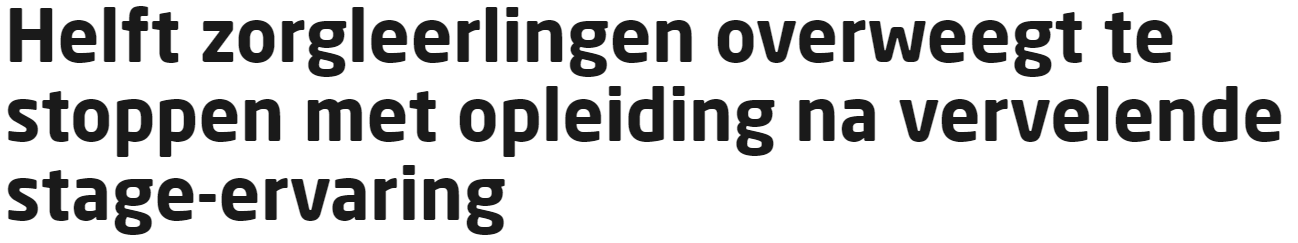 Helft zorgleerlingen overweegt te
stoppen met opleiding na vervelende
stage-ervaring